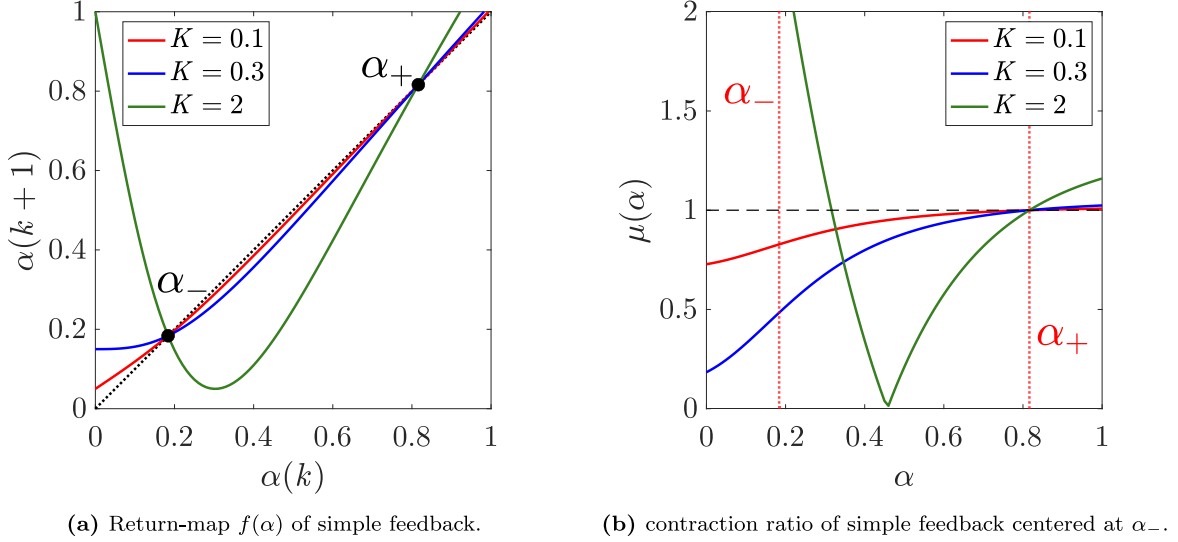 1
0.8
0.6
0.4
0.2
0
0
0.2
0.4
0.6
0.8
1
α(k + 1)
α(k)
K = 0.1
K = 0.3
K = 2
α₊
α₋
(a) Return-map f(α) of simple feedback.
2
1.5
1
0.5
0
0
0.2
0.4
0.6
0.8
1
μ(α)
α
K = 0.1
K = 0.3
K = 2
α₋
α₊
(b) contraction ratio of simple feedback centered at α₋.